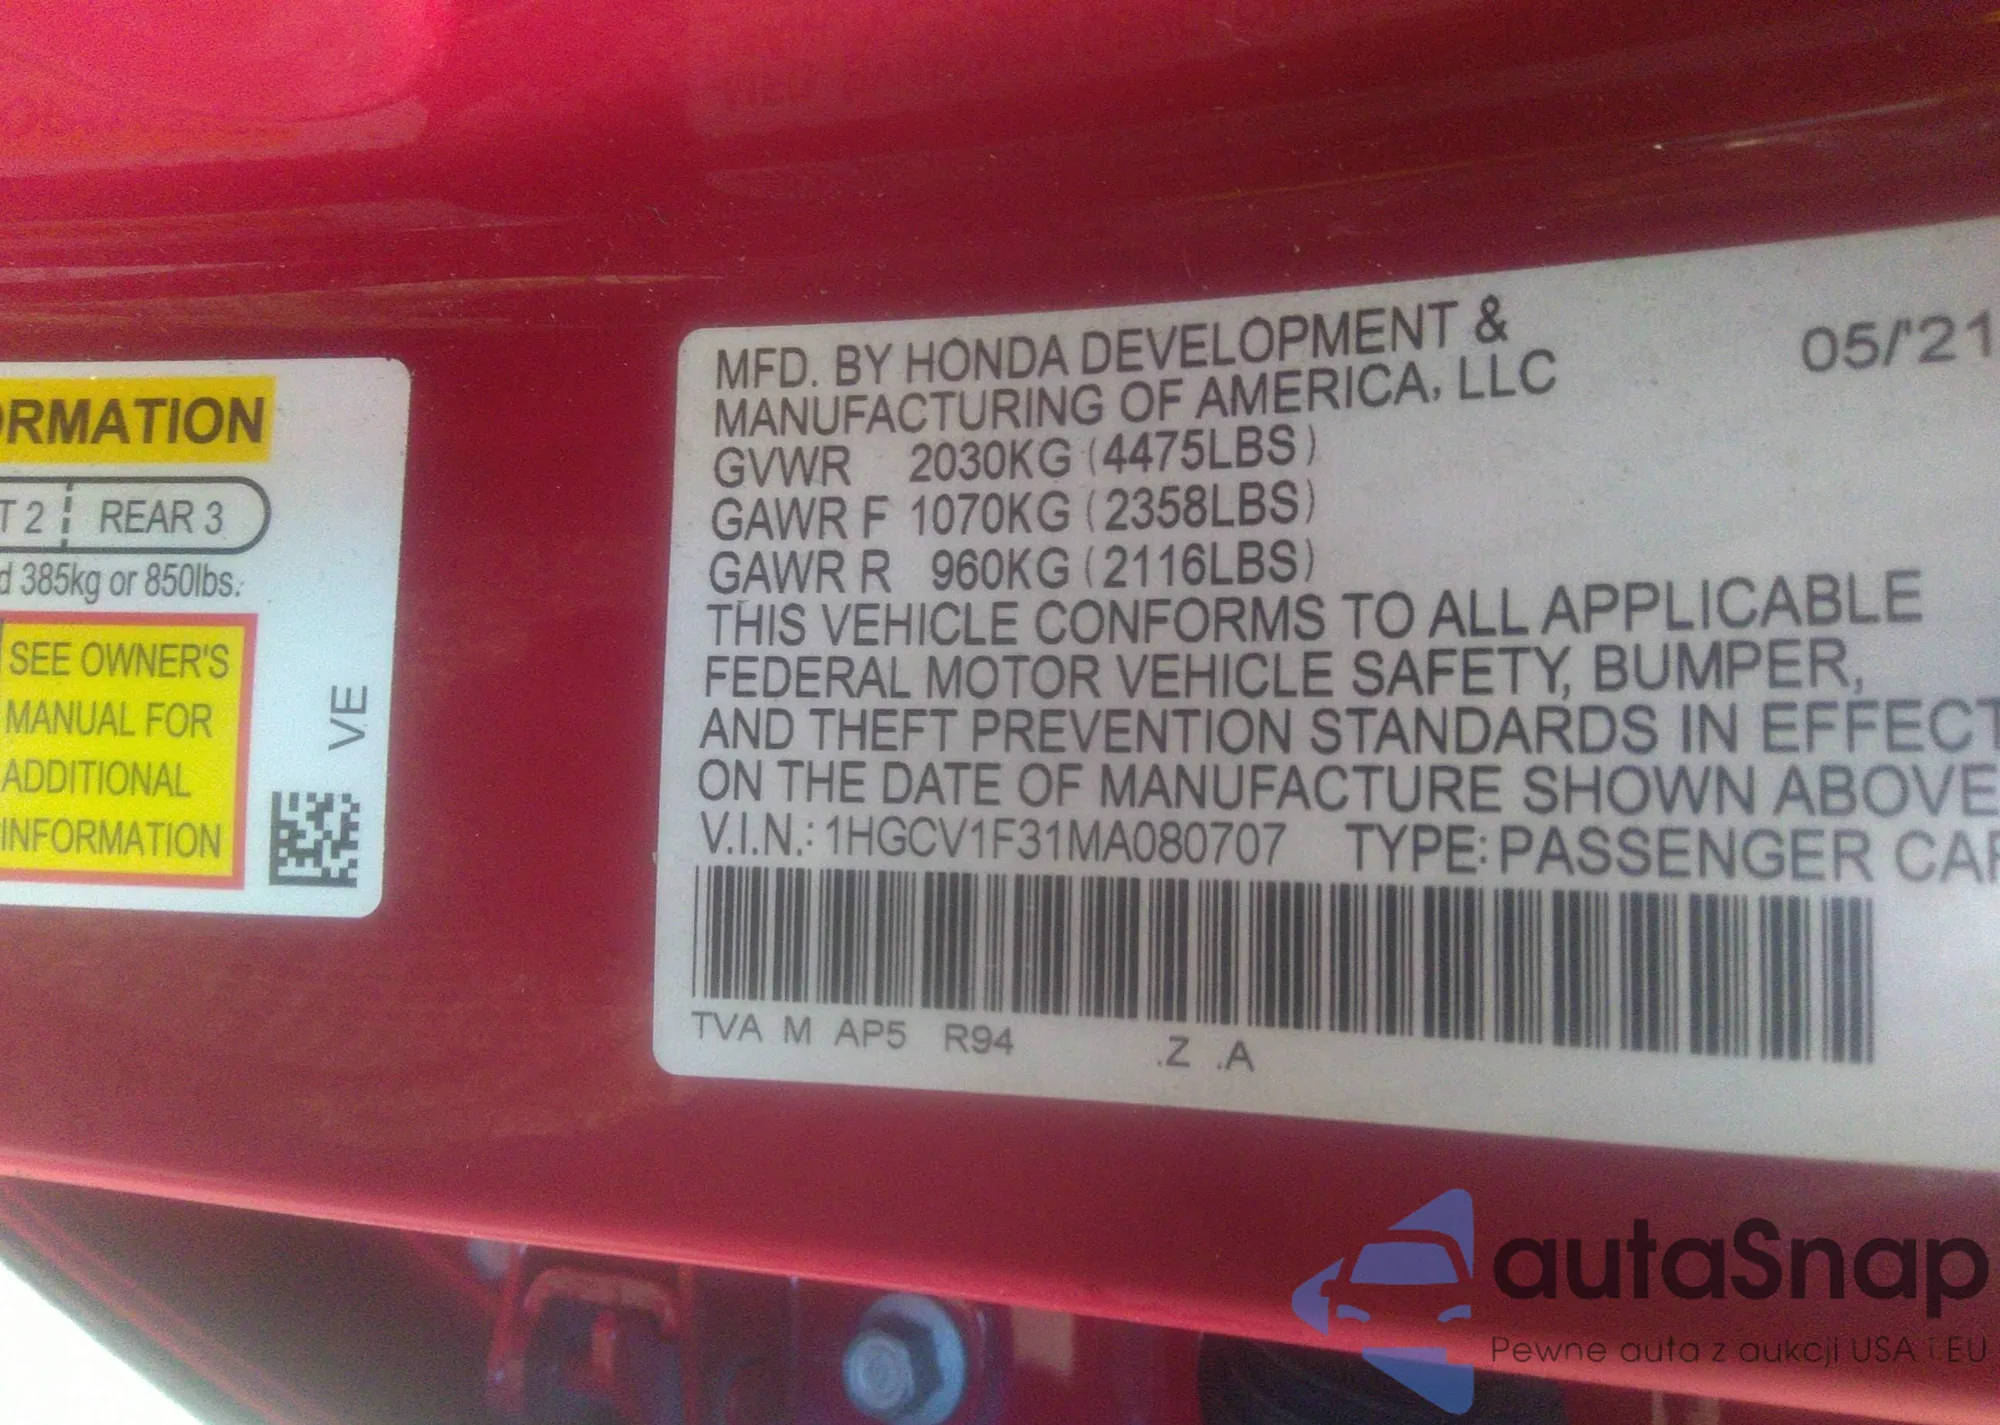 ORMATION
T 2 REAR 3
d 385kg or 850lbs.
SEE OWNER'S
MANUAL FOR
ADDITIONAL
INFORMATION
VE
MFD. BY HONDA DEVELOPMENT &
MANUFACTURING OF AMERICA, LLC
05/'21
GVWR 2030KG (4475LBS)
GAWR F 1070KG (2358LBS)
GAWR R 960KG (2116LBS)
THIS VEHICLE CONFORMS TO ALL APPLICABLE
FEDERAL MOTOR VEHICLE SAFETY, BUMPER,
AND THEFT PREVENTION STANDARDS IN EFFECT
ON THE DATE OF MANUFACTURE SHOWN ABOVE
V.I.N.: 1HGCV1F31MA080707 TYPE: PASSENGER CAR
TVA M AP5 R94 .Z .A
autaSnap
Pewne auta z aukcji USA i EU